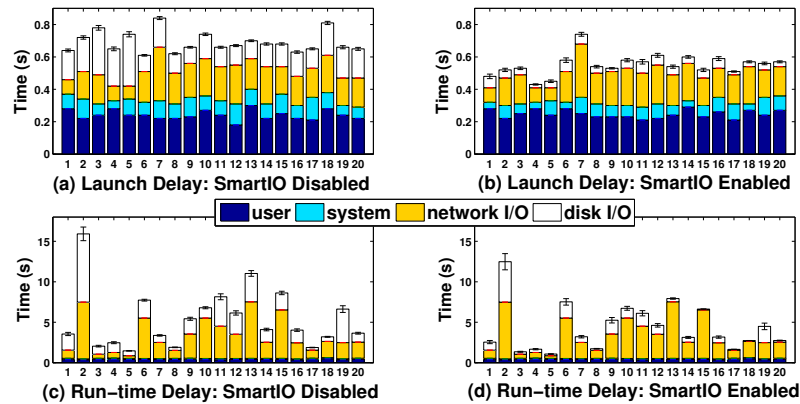 0.8
0.6
0.4
0.2
0
Time (s)
1 2 3 4 5 6 7 8 9 10 11 12 13 14 15 16 17 18 19 20
(a) Launch Delay: SmartIO Disabled
0.8
0.6
0.4
0.2
0
Time (s)
1 2 3 4 5 6 7 8 9 10 11 12 13 14 15 16 17 18 19 20
(b) Launch Delay: SmartIO Enabled
user system network I/O disk I/O
15
10
5
0
Time (s)
1 2 3 4 5 6 7 8 9 10 11 12 13 14 15 16 17 18 19 20
(c) Run-time Delay: SmartIO Disabled
15
10
5
0
Time (s)
1 2 3 4 5 6 7 8 9 10 11 12 13 14 15 16 17 18 19 20
(d) Run-time Delay: SmartIO Enabled